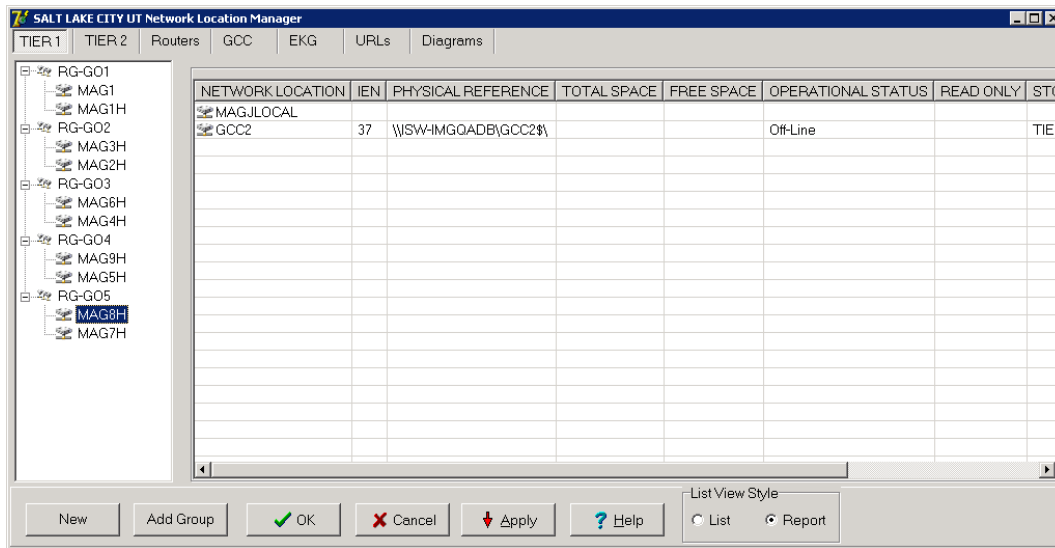 SALT LAKE CITY UT Network Location Manager
TIER 1 TIER 2 Routers GCC EKG URLs Diagrams
RG-GO1
MAG1
MAG1H
RG-GO2
MAG3H
MAG2H
RG-GO3
MAG6H
MAG4H
RG-GO4
MAG9H
MAG5H
RG-GO5
MAG8H
MAG7H
NETWORK LOCATION IEN PHYSICAL REFERENCE TOTAL SPACE FREE SPACE OPERATIONAL STATUS READ ONLY STO
MAGJLOCAL
GCC2 37 \\ISW-IMGQADB\GCC2$\ Off-Line TIE
New Add Group OK Cancel Apply Help
List View Style
List Report